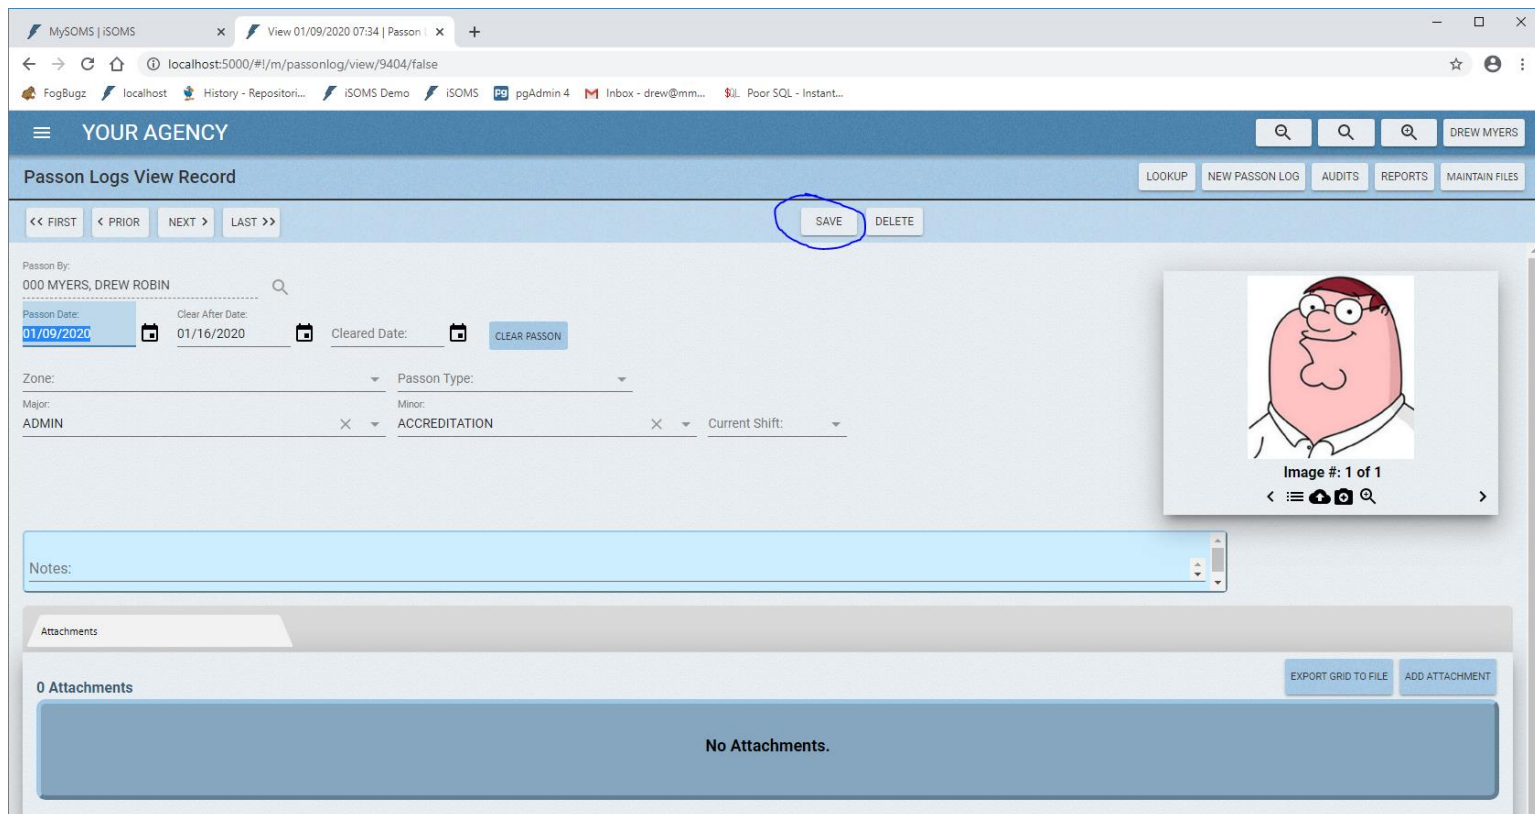 MySOMS | iSOMS
View 01/09/2020 07:34 | Passon
localhost:5000/#!/m/passonlog/view/9404/false
FogBugz localhost History - Repositori... iSOMS Demo iSOMS pgAdmin 4 Inbox - drew@mm... Poor SQL - Instant...
YOUR AGENCY
DREW MYERS
Passon Logs View Record
LOOKUP NEW PASSON LOG AUDITS REPORTS MAINTAIN FILES
<< FIRST < PRIOR NEXT > LAST >> SAVE DELETE
Passon By:
000 MYERS, DREW ROBIN
Passon Date: Clear After Date:
01/09/2020 01/16/2020 Cleared Date: CLEAR PASSON
Zone: Passon Type:
Major: Minor:
ADMIN ACCREDITATION Current Shift:
Image #: 1 of 1
Notes:
Attachments
0 Attachments EXPORT GRID TO FILE ADD ATTACHMENT
No Attachments.